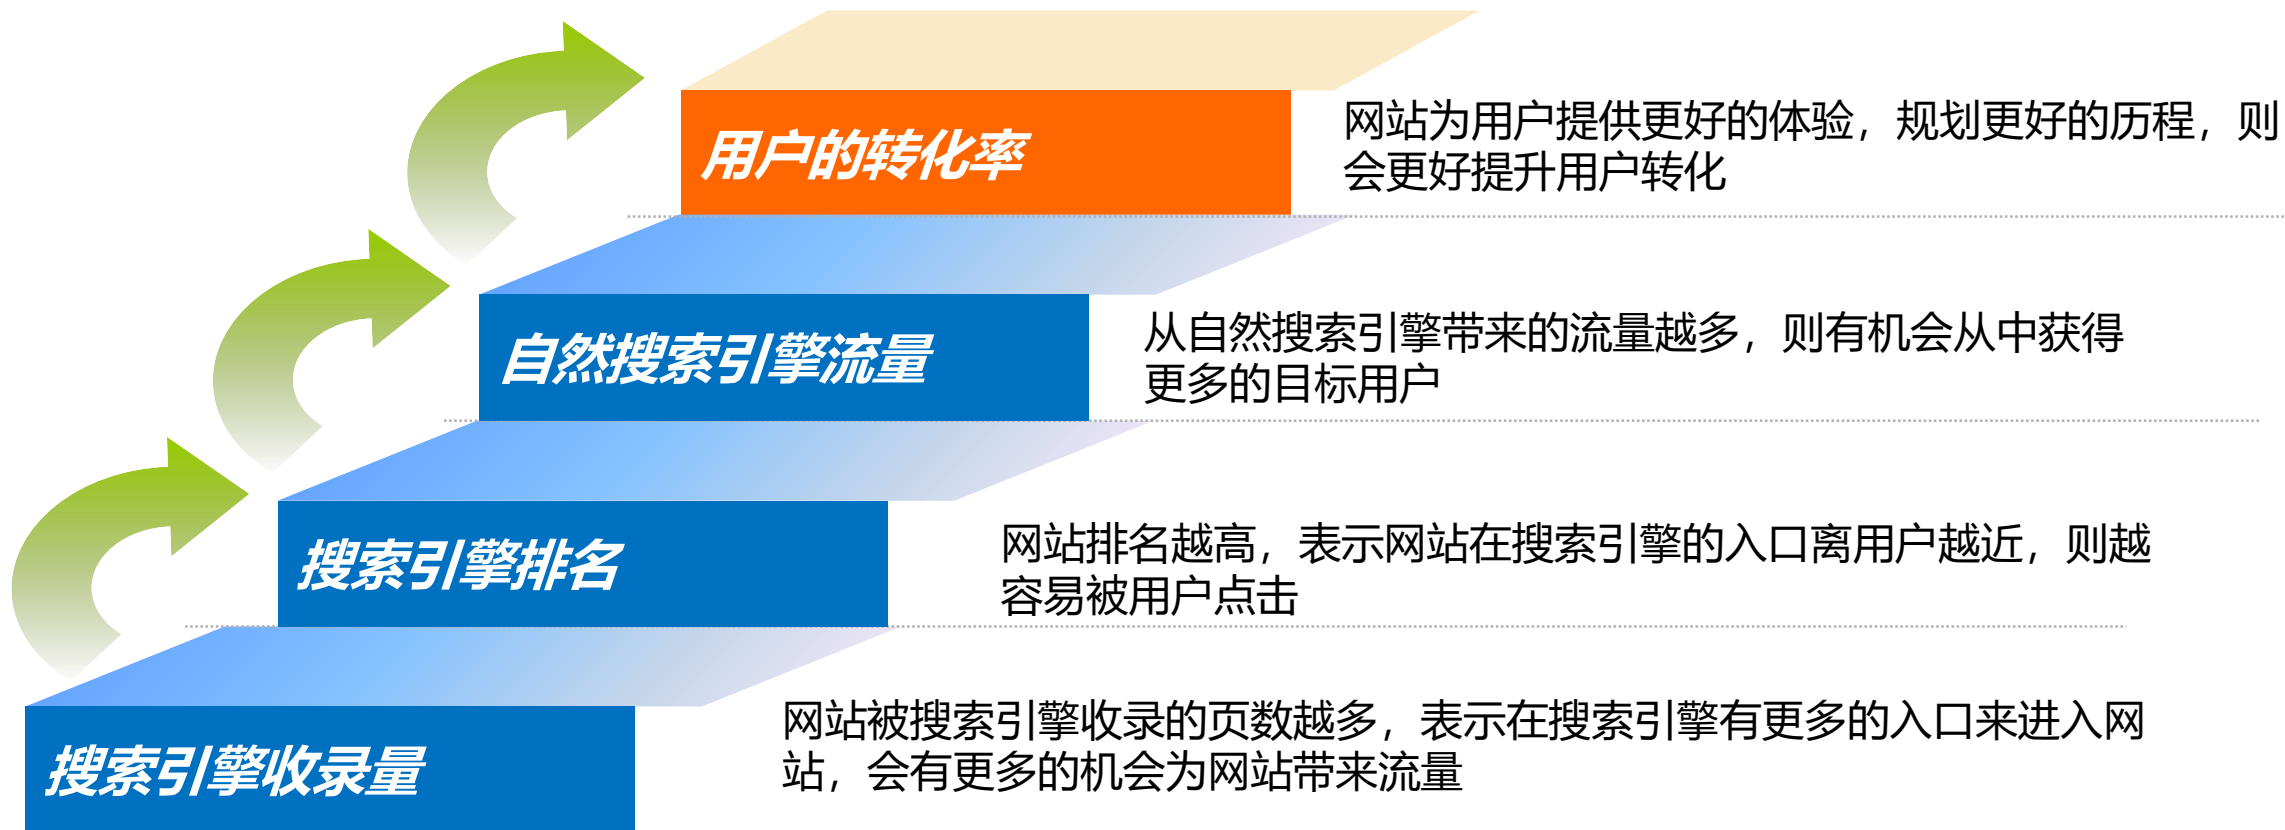 用户的转化率
网站为用户提供更好的体验，规划更好的历程，则
会更好提升用户转化
自然搜索引擎流量
从自然搜索引擎带来的流量越多，则有机会从中获得
更多的目标用户
搜索引擎排名
网站排名越高，表示网站在搜索引擎的入口离用户越近，则越
容易被用户点击
搜索引擎收录量
网站被搜索引擎收录的页数越多，表示在搜索引擎有更多的入口来进入网
站，会有更多的机会为网站带来流量